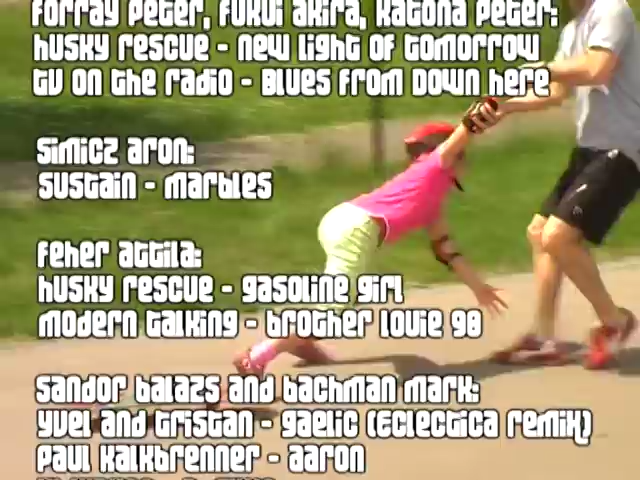 forray peter, fukui akira, katona peter:
husky rescue - new light of tomorrow
tv on the radio - blues from down here
simicz aron:
sustain - marbles
feher attila:
husky rescue - gasoline girl
modern talking - brother louie 98
sandor balazs and bachman mark:
yvel and tristan - gaelic (eclectica remix)
paul kalkbrenner - aaron